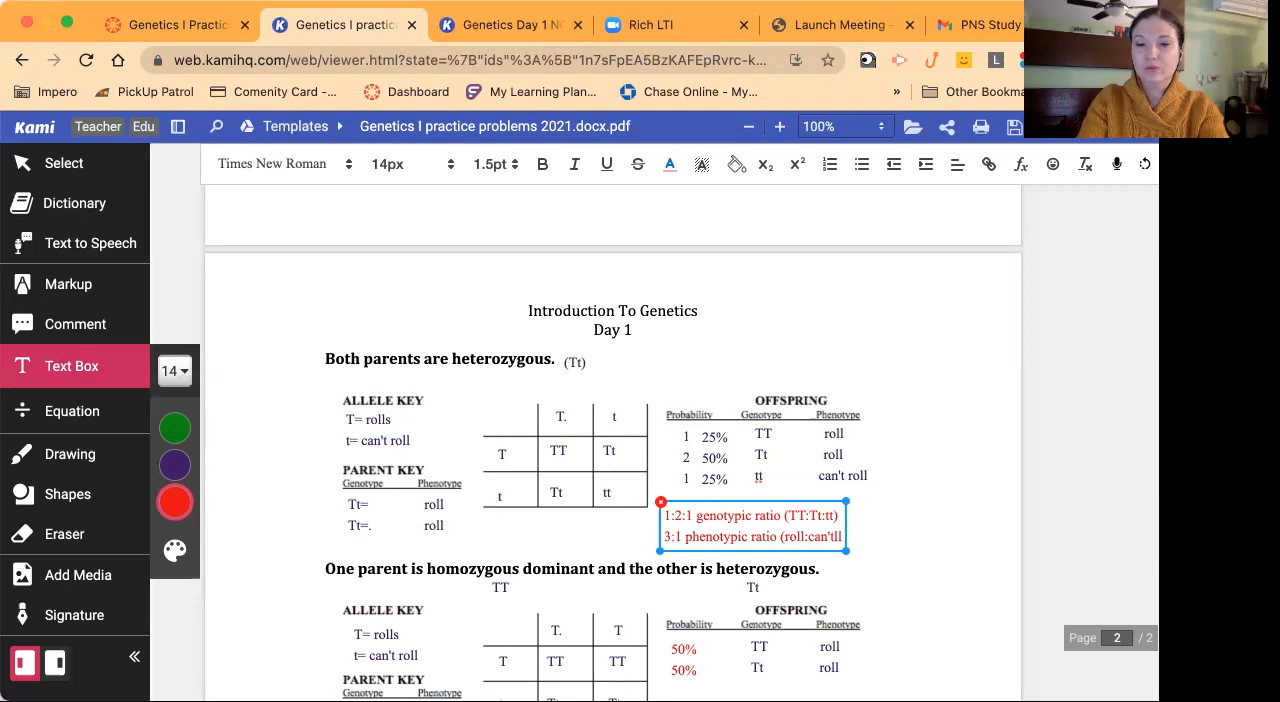 Genetics I Practic
Genetics I practice
Genetics Day 1 NO
Rich LTI
Launch Meeting -
PNS Study
web.kamihq.com/web/viewer.html?state=%7B"ids"%3A%5B"1n7sFpEA5BzKAFEpRvrc-k...
Impero
PickUp Patrol
Comenity Card -...
Dashboard
My Learning Plan...
Chase Online - My...
»
Other Bookma
Kami
Teacher
Edu
Templates
Genetics I practice problems 2021.docx.pdf
100%
Select
Dictionary
Text to Speech
Markup
Comment
Text Box
Equation
Drawing
Shapes
Eraser
Add Media
Signature
14
Times New Roman
14px
1.5pt
B I U S A
Introduction To Genetics
Day 1
Both parents are heterozygous. (Tt)
ALLELE KEY
T= rolls
t= can't roll
PARENT KEY
Genotype Phenotype
Tt= roll
Tt=. roll
T. t
T TT Tt
t Tt tt
OFFSPRING
Probability Genotype Phenotype
1 25% TT roll
2 50% Tt roll
1 25% tt can't roll
1:2:1 genotypic ratio (TT:Tt:tt)
3:1 phenotypic ratio (roll:can'tll
One parent is homozygous dominant and the other is heterozygous.
TT Tt
ALLELE KEY
T= rolls
t= can't roll
PARENT KEY
Genotype Phenotype
T. T
T TT TT
OFFSPRING
Probability Genotype Phenotype
50% TT roll
50% Tt roll
Page 2 / 2